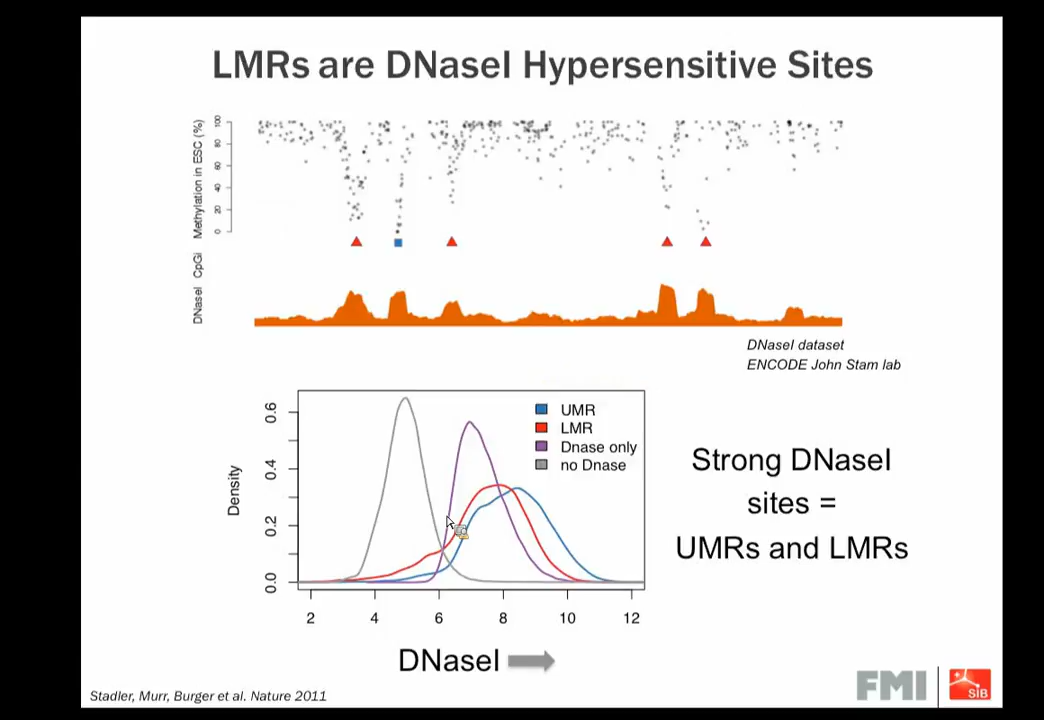 LMRs are DNaseI Hypersensitive Sites
Methylation in ESC (%)
100
80
60
40
20
0
CpGi
DNaseI
DNaseI dataset
ENCODE John Stam lab
Density
0.6
0.4
0.2
0.0
UMR
LMR
Dnase only
no Dnase
2 4 6 8 10 12
DNaseI
Strong DNaseI
sites =
UMRs and LMRs
Stadler, Murr, Burger et al. Nature 2011
FMI
SIB